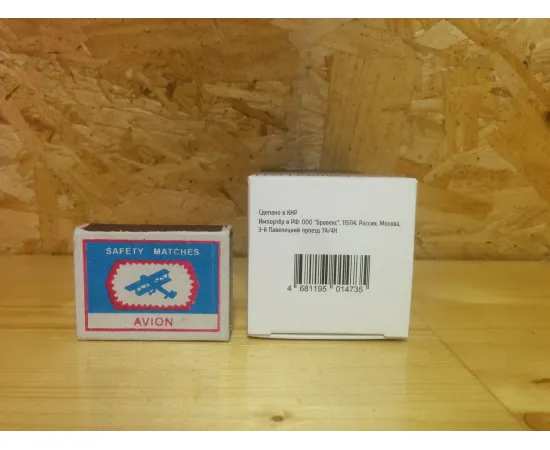 SAFETY MATCHES
AVION
Сделано в КНР
Импортёр в РФ: ООО "Бравекс", 115114, Россия, Москва,
3-й Павелецкий проезд 7А/4Н
4 681195 014735